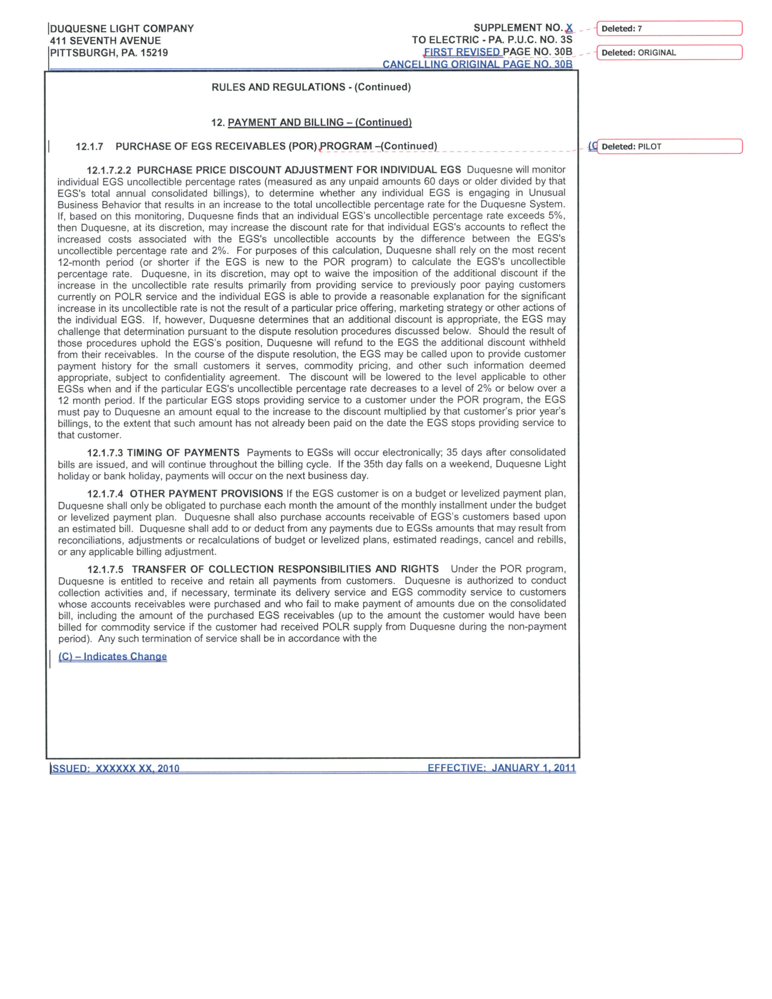 DUQUESNE LIGHT COMPANY
SUPPLEMENT NO. X
Deleted: 7
411 SEVENTH AVENUE
TO ELECTRIC - PA. P.U.C. NO. 3S
PITTSBURGH, PA. 15219
FIRST REVISED PAGE NO. 30B
Deleted: ORIGINAL
CANCELLING ORIGINAL PAGE NO. 30B
RULES AND REGULATIONS - (Continued)
12. PAYMENT AND BILLING – (Continued)
12.1.7 PURCHASE OF EGS RECEIVABLES (POR) PROGRAM –(Continued)
(C
Deleted: PILOT
12.1.7.2.2 PURCHASE PRICE DISCOUNT ADJUSTMENT FOR INDIVIDUAL EGS Duquesne will monitor
individual EGS uncollectible percentage rates (measured as any unpaid amounts 60 days or older divided by that
EGS's total annual consolidated billings), to determine whether any individual EGS is engaging in Unusual
Business Behavior that results in an increase to the total uncollectible percentage rate for the Duquesne System.
If, based on this monitoring, Duquesne finds that an individual EGS's uncollectible percentage rate exceeds 5%,
then Duquesne, at its discretion, may increase the discount rate for that individual EGS's accounts to reflect the
increased costs associated with the EGS's uncollectible accounts by the difference between the EGS's
uncollectible percentage rate and 2%. For purposes of this calculation, Duquesne shall rely on the most recent
12-month period (or shorter if the EGS is new to the POR program) to calculate the EGS's uncollectible
percentage rate. Duquesne, in its discretion, may opt to waive the imposition of the additional discount if the
increase in the uncollectible rate results primarily from providing service to previously poor paying customers
currently on POLR service and the individual EGS is able to provide a reasonable explanation for the significant
increase in its uncollectible rate is not the result of a particular price offering, marketing strategy or other actions of
the individual EGS. If, however, Duquesne determines that an additional discount is appropriate, the EGS may
challenge that determination pursuant to the dispute resolution procedures discussed below. Should the result of
those procedures uphold the EGS's position, Duquesne will refund to the EGS the additional discount withheld
from their receivables. In the course of the dispute resolution, the EGS may be called upon to provide customer
payment history for the small customers it serves, commodity pricing, and other such information deemed
appropriate, subject to confidentiality agreement. The discount will be lowered to the level applicable to other
EGSs when and if the particular EGS's uncollectible percentage rate decreases to a level of 2% or below over a
12 month period. If the particular EGS stops providing service to a customer under the POR program, the EGS
must pay to Duquesne an amount equal to the increase to the discount multiplied by that customer's prior year's
billings, to the extent that such amount has not already been paid on the date the EGS stops providing service to
that customer.
12.1.7.3 TIMING OF PAYMENTS Payments to EGSs will occur electronically; 35 days after consolidated
bills are issued, and will continue throughout the billing cycle. If the 35th day falls on a weekend, Duquesne Light
holiday or bank holiday, payments will occur on the next business day.
12.1.7.4 OTHER PAYMENT PROVISIONS If the EGS customer is on a budget or levelized payment plan,
Duquesne shall only be obligated to purchase each month the amount of the monthly installment under the budget
or levelized payment plan. Duquesne shall also purchase accounts receivable of EGS's customers based upon
an estimated bill. Duquesne shall add to or deduct from any payments due to EGSs amounts that may result from
reconciliations, adjustments or recalculations of budget or levelized plans, estimated readings, cancel and rebills,
or any applicable billing adjustment.
12.1.7.5 TRANSFER OF COLLECTION RESPONSIBILITIES AND RIGHTS Under the POR program,
Duquesne is entitled to receive and retain all payments from customers. Duquesne is authorized to conduct
collection activities and, if necessary, terminate its delivery service and EGS commodity service to customers
whose accounts receivables were purchased and who fail to make payment of amounts due on the consolidated
bill, including the amount of the purchased EGS receivables (up to the amount the customer would have been
billed for commodity service if the customer had received POLR supply from Duquesne during the non-payment
period). Any such termination of service shall be in accordance with the
(C) – Indicates Change
ISSUED: XXXXXX XX, 2010
EFFECTIVE: JANUARY 1, 2011